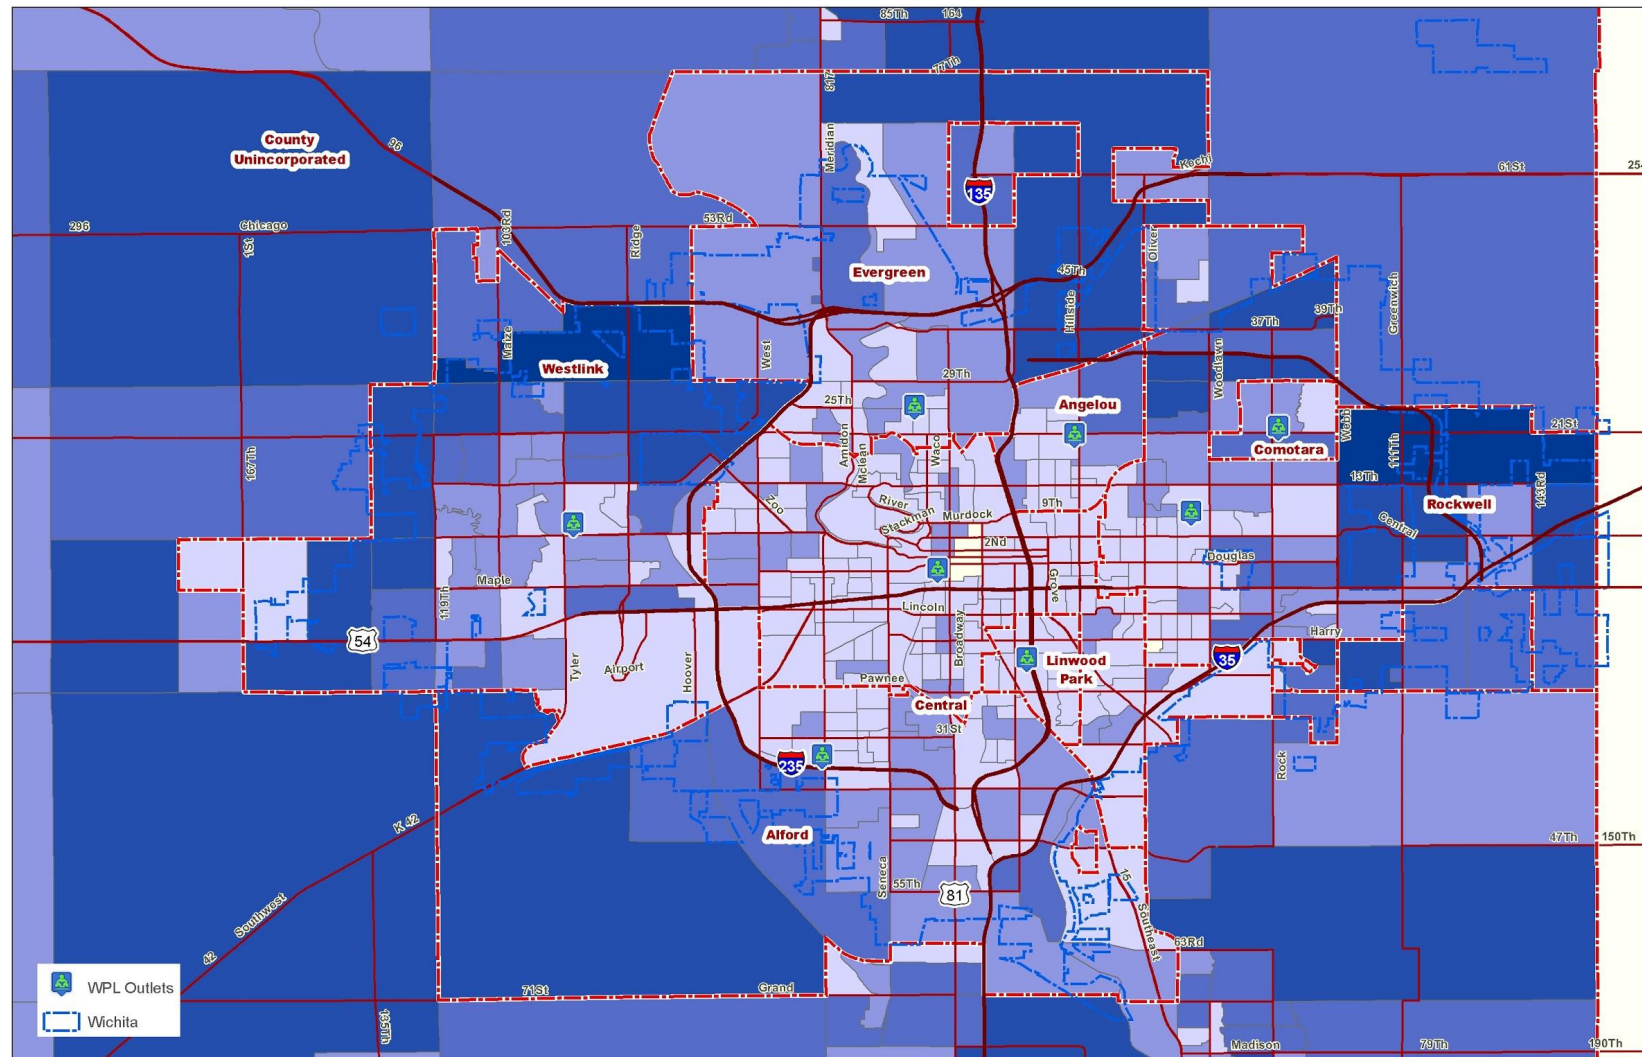 85Th
164
77Th
817
County
Unincorporated
96
Meridian
135
Kechi
61St
254
296
Chicago
1St
103Rd
Ridge
53Rd
Oliver
Evergreen
45Th
Hillside
Greenwich
37Th
39Th
Maize
Westlink
West
29Th
Woodlawn
25Th
Angelou
Amidon
Mclean
Waco
Webb
111Th
21St
Comotara
167Th
13Th
143Rd
Zoo
River
Stackman
Murdock
9Th
Rockwell
Central
2Nd
Douglas
119Th
Maple
Grove
Lincoln
Broadway
54
Harry
Tyler
Airport
Hoover
Linwood
Park
35
Pawnee
Central
31St
235
Rock
K 42
Alford
47Th
150Th
Seneca
55Th
81
15
Southeast
Southwest
42
63Rd
WPL Outlets
71St
Grand
Wichita
135Th
Madison
79Th
190Th